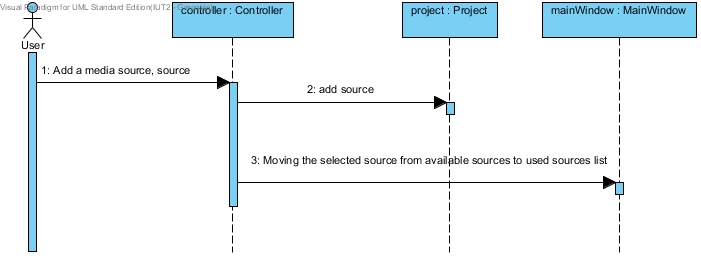 Visual Paradigm for UML Standard Edition(IUT2
controller : Controller
project : Project
mainWindow : MainWindow
User
1: Add a media source, source
2: add source
3: Moving the selected source from available sources to used sources list